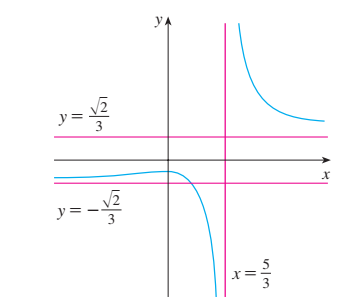 y
y = √2/3
x
y = −√2/3
x = 5/3